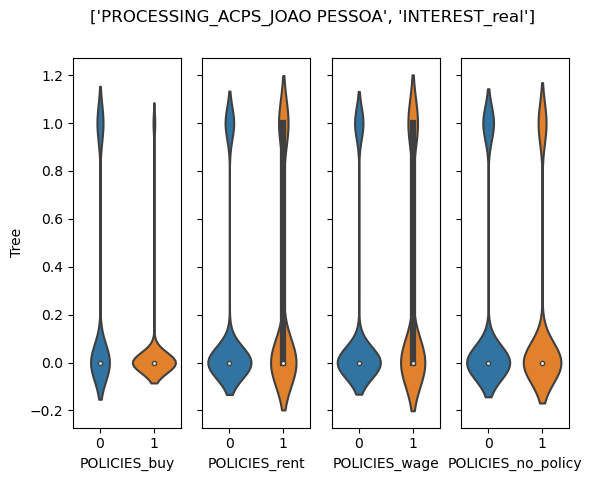 ['PROCESSING_ACPS_JOAO PESSOA', 'INTEREST_real']
Tree
1.2
1.0
0.8
0.6
0.4
0.2
0.0
−0.2
0 1 0 1 0 1 0 1
POLICIES_buy POLICIES_rent POLICIES_wage POLICIES_no_policy